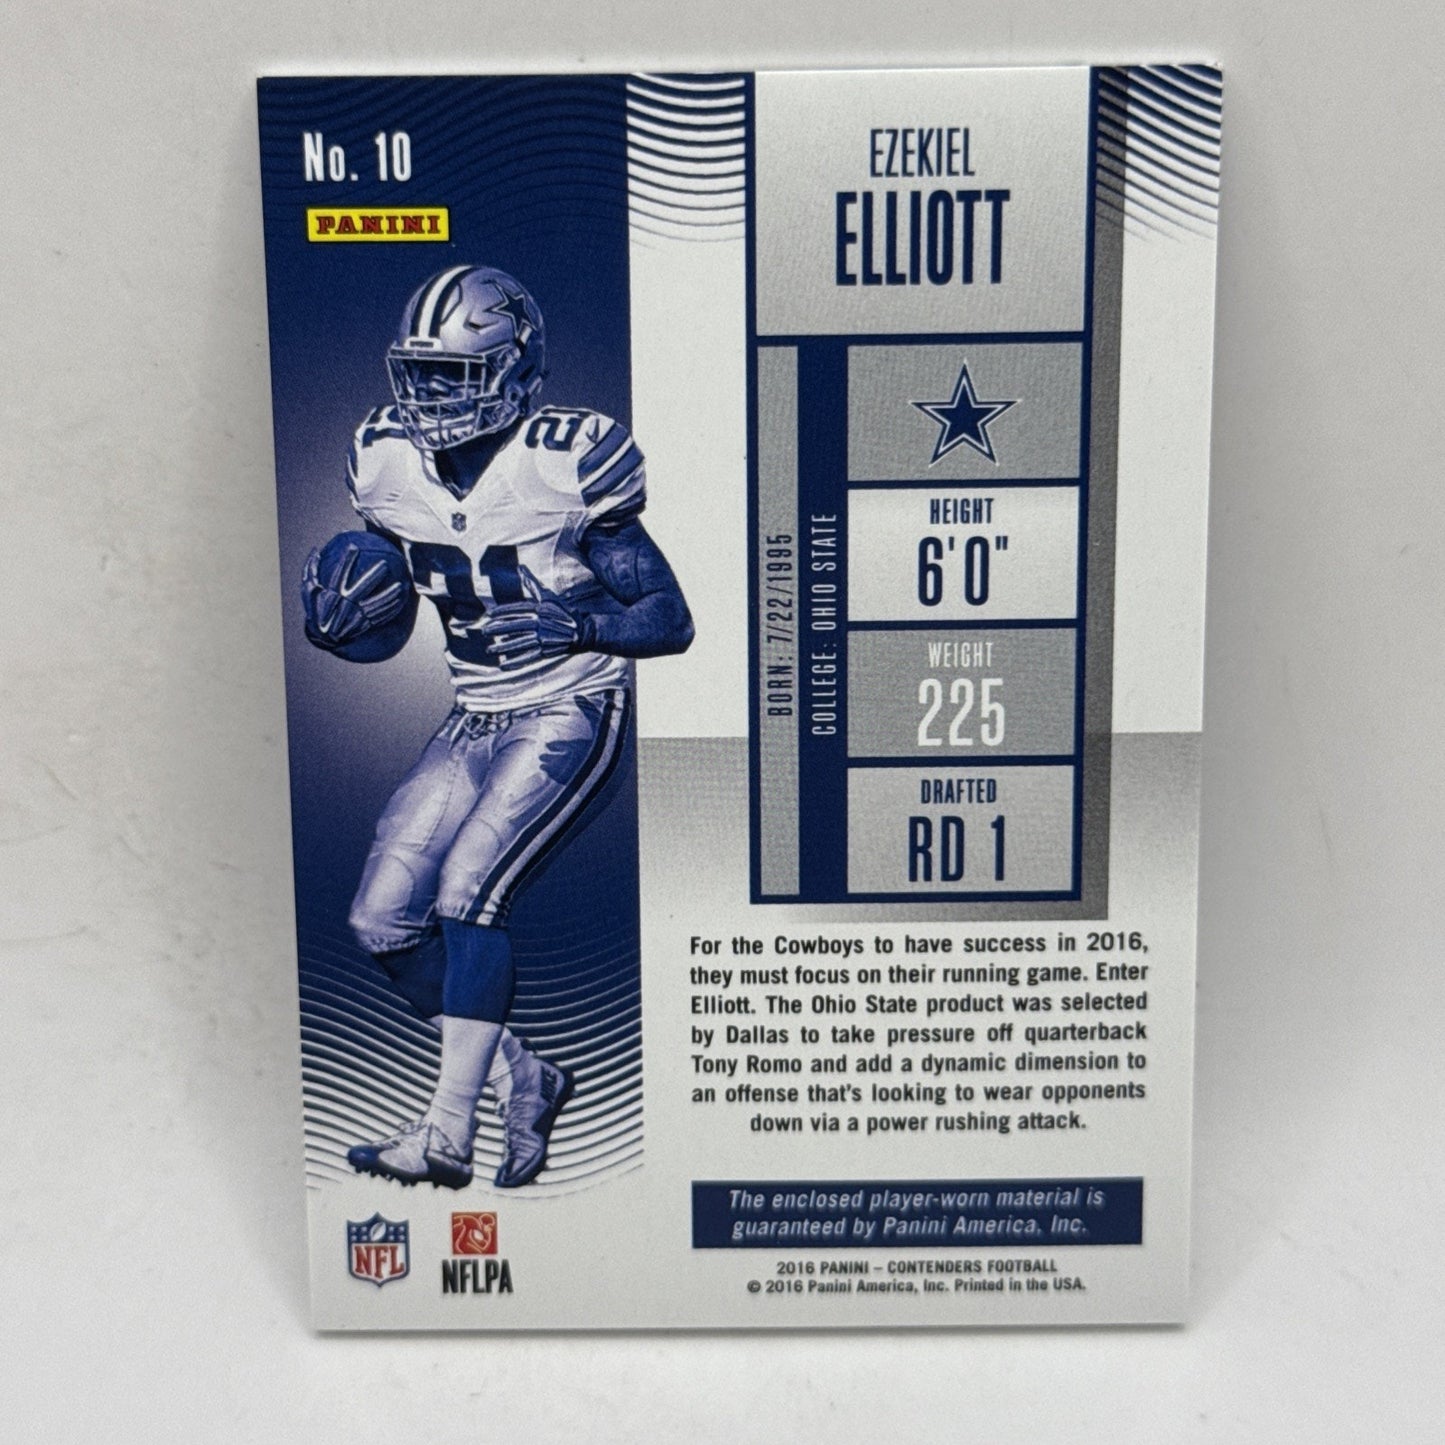 No. 10
PANINI
EZEKIEL
ELLIOTT
BORN: 7/22/1995
COLLEGE: OHIO STATE
HEIGHT
6'0"
WEIGHT
225
DRAFTED
RD 1
21
21
21
For the Cowboys to have success in 2016,
they must focus on their running game. Enter
Elliott. The Ohio State product was selected
by Dallas to take pressure off quarterback
Tony Romo and add a dynamic dimension to
an offense that's looking to wear opponents
down via a power rushing attack.
The enclosed player-worn material is
guaranteed by Panini America, Inc.
2016 PANINI – CONTENDERS FOOTBALL
© 2016 Panini America, Inc. Printed in the USA.
NFL
NFLPA
NIKE